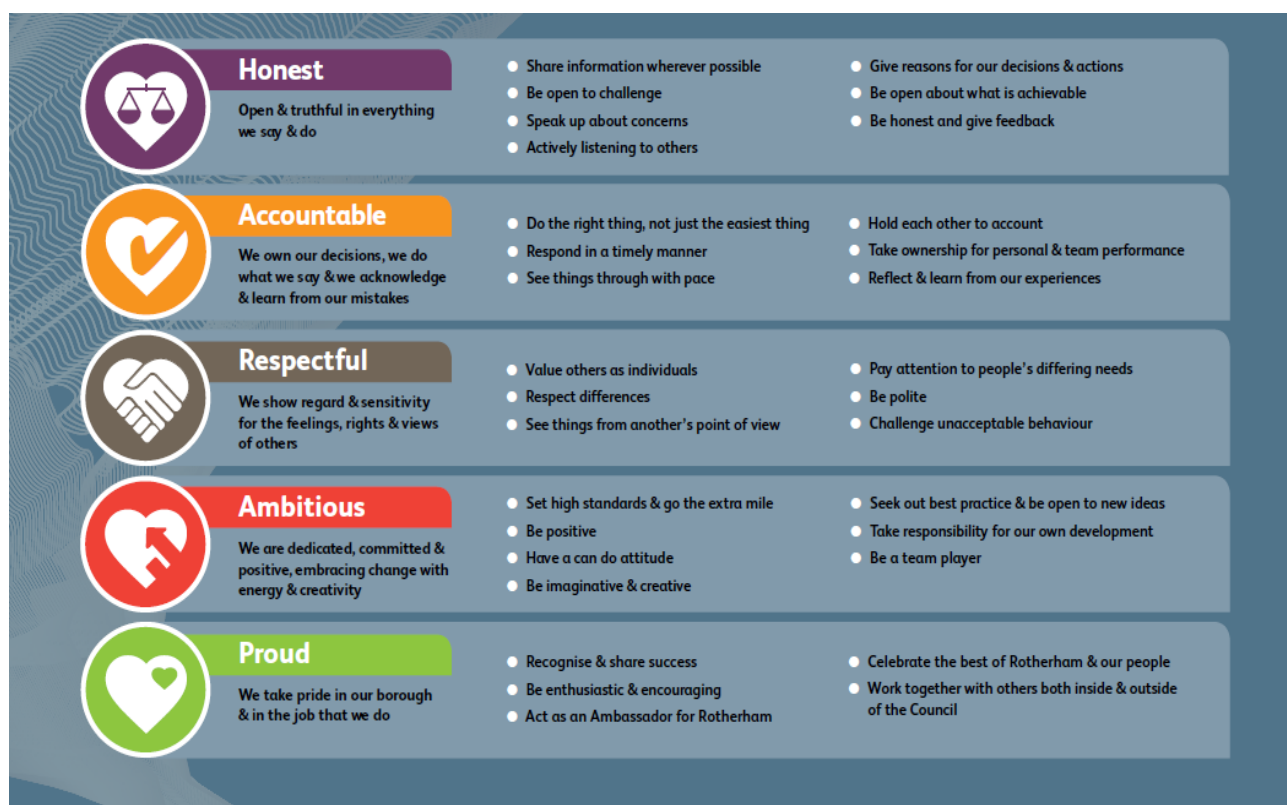 Honest
Open & truthful in everything
we say & do
Share information wherever possible
Be open to challenge
Speak up about concerns
Actively listening to others
Give reasons for our decisions & actions
Be open about what is achievable
Be honest and give feedback
Accountable
We own our decisions, we do
what we say & we acknowledge
& learn from our mistakes
Do the right thing, not just the easiest thing
Respond in a timely manner
See things through with pace
Hold each other to account
Take ownership for personal & team performance
Reflect & learn from our experiences
Respectful
We show regard & sensitivity
for the feelings, rights & views
of others
Value others as individuals
Respect differences
See things from another's point of view
Pay attention to people's differing needs
Be polite
Challenge unacceptable behaviour
Ambitious
We are dedicated, committed &
positive, embracing change with
energy & creativity
Set high standards & go the extra mile
Be positive
Have a can do attitude
Be imaginative & creative
Seek out best practice & be open to new ideas
Take responsibility for our own development
Be a team player
Proud
We take pride in our borough
& in the job that we do
Recognise & share success
Be enthusiastic & encouraging
Act as an Ambassador for Rotherham
Celebrate the best of Rotherham & our people
Work together with others both inside & outside
of the Council